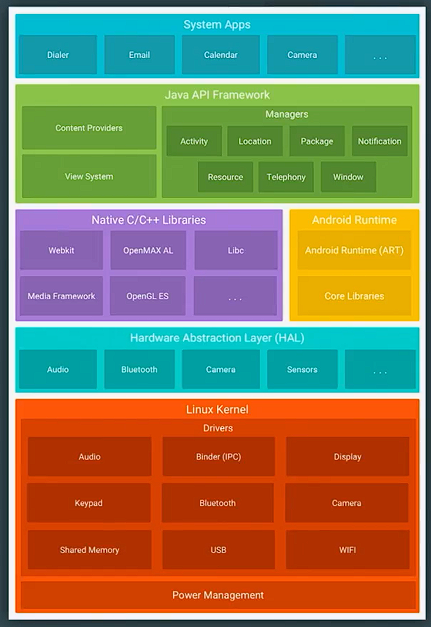 System Apps
Dialer
Email
Calendar
Camera
. . .
Java API Framework
Content Providers
View System
Managers
Activity
Location
Package
Notification
Resource
Telephony
Window
Native C/C++ Libraries
Webkit
OpenMAX AL
Libc
Media Framework
OpenGL ES
. . .
Android Runtime
Android Runtime (ART)
Core Libraries
Hardware Abstraction Layer (HAL)
Audio
Bluetooth
Camera
Sensors
. . .
Linux Kernel
Drivers
Audio
Binder (IPC)
Display
Keypad
Bluetooth
Camera
Shared Memory
USB
WIFI
Power Management